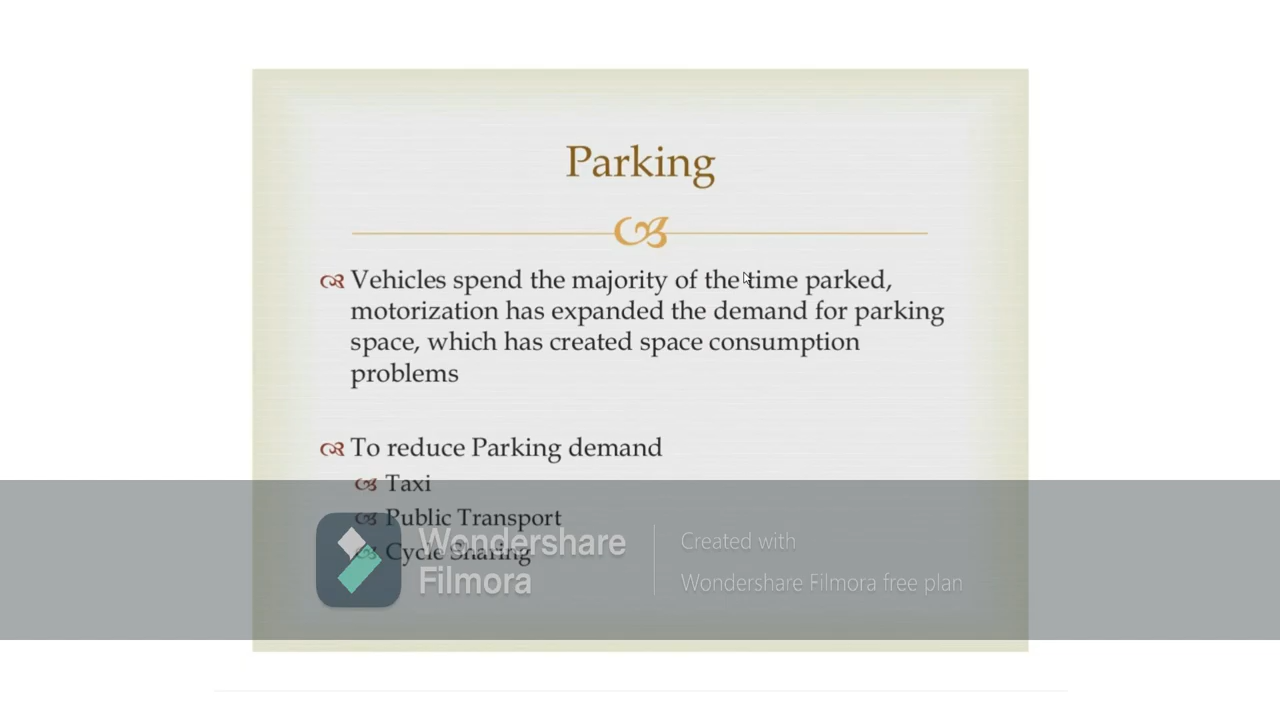 Parking
Vehicles spend the majority of the time parked,
motorization has expanded the demand for parking
space, which has created space consumption
problems
To reduce Parking demand
Taxi
Public Transport
Cycle Sharing
Wondershare
Filmora
Created with
Wondershare Filmora free plan